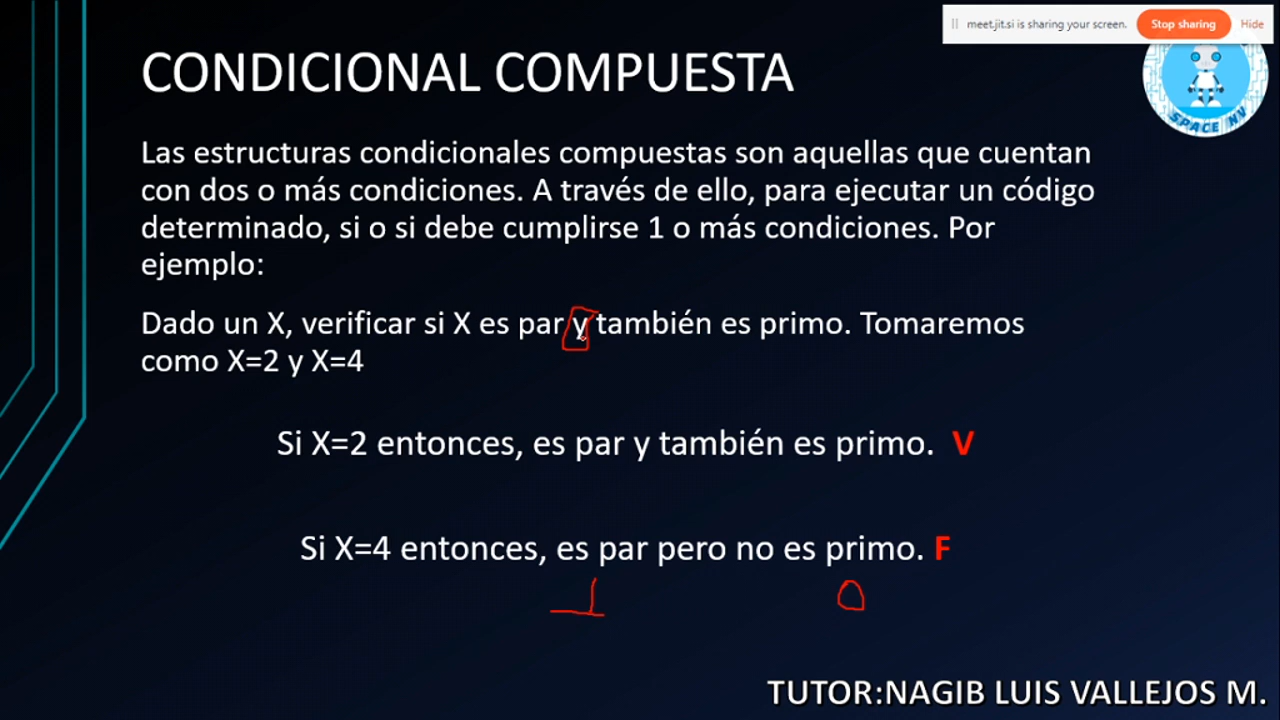 meet.jit.si is sharing your screen. Stop sharing Hide
CONDICIONAL COMPUESTA
SPACE NV
Las estructuras condicionales compuestas son aquellas que cuentan
con dos o más condiciones. A través de ello, para ejecutar un código
determinado, si o si debe cumplirse 1 o más condiciones. Por
ejemplo:
Dado un X, verificar si X es par y también es primo. Tomaremos
como X=2 y X=4
Si X=2 entonces, es par y también es primo. V
Si X=4 entonces, es par pero no es primo. F
1 0
TUTOR:NAGIB LUIS VALLEJOS M.